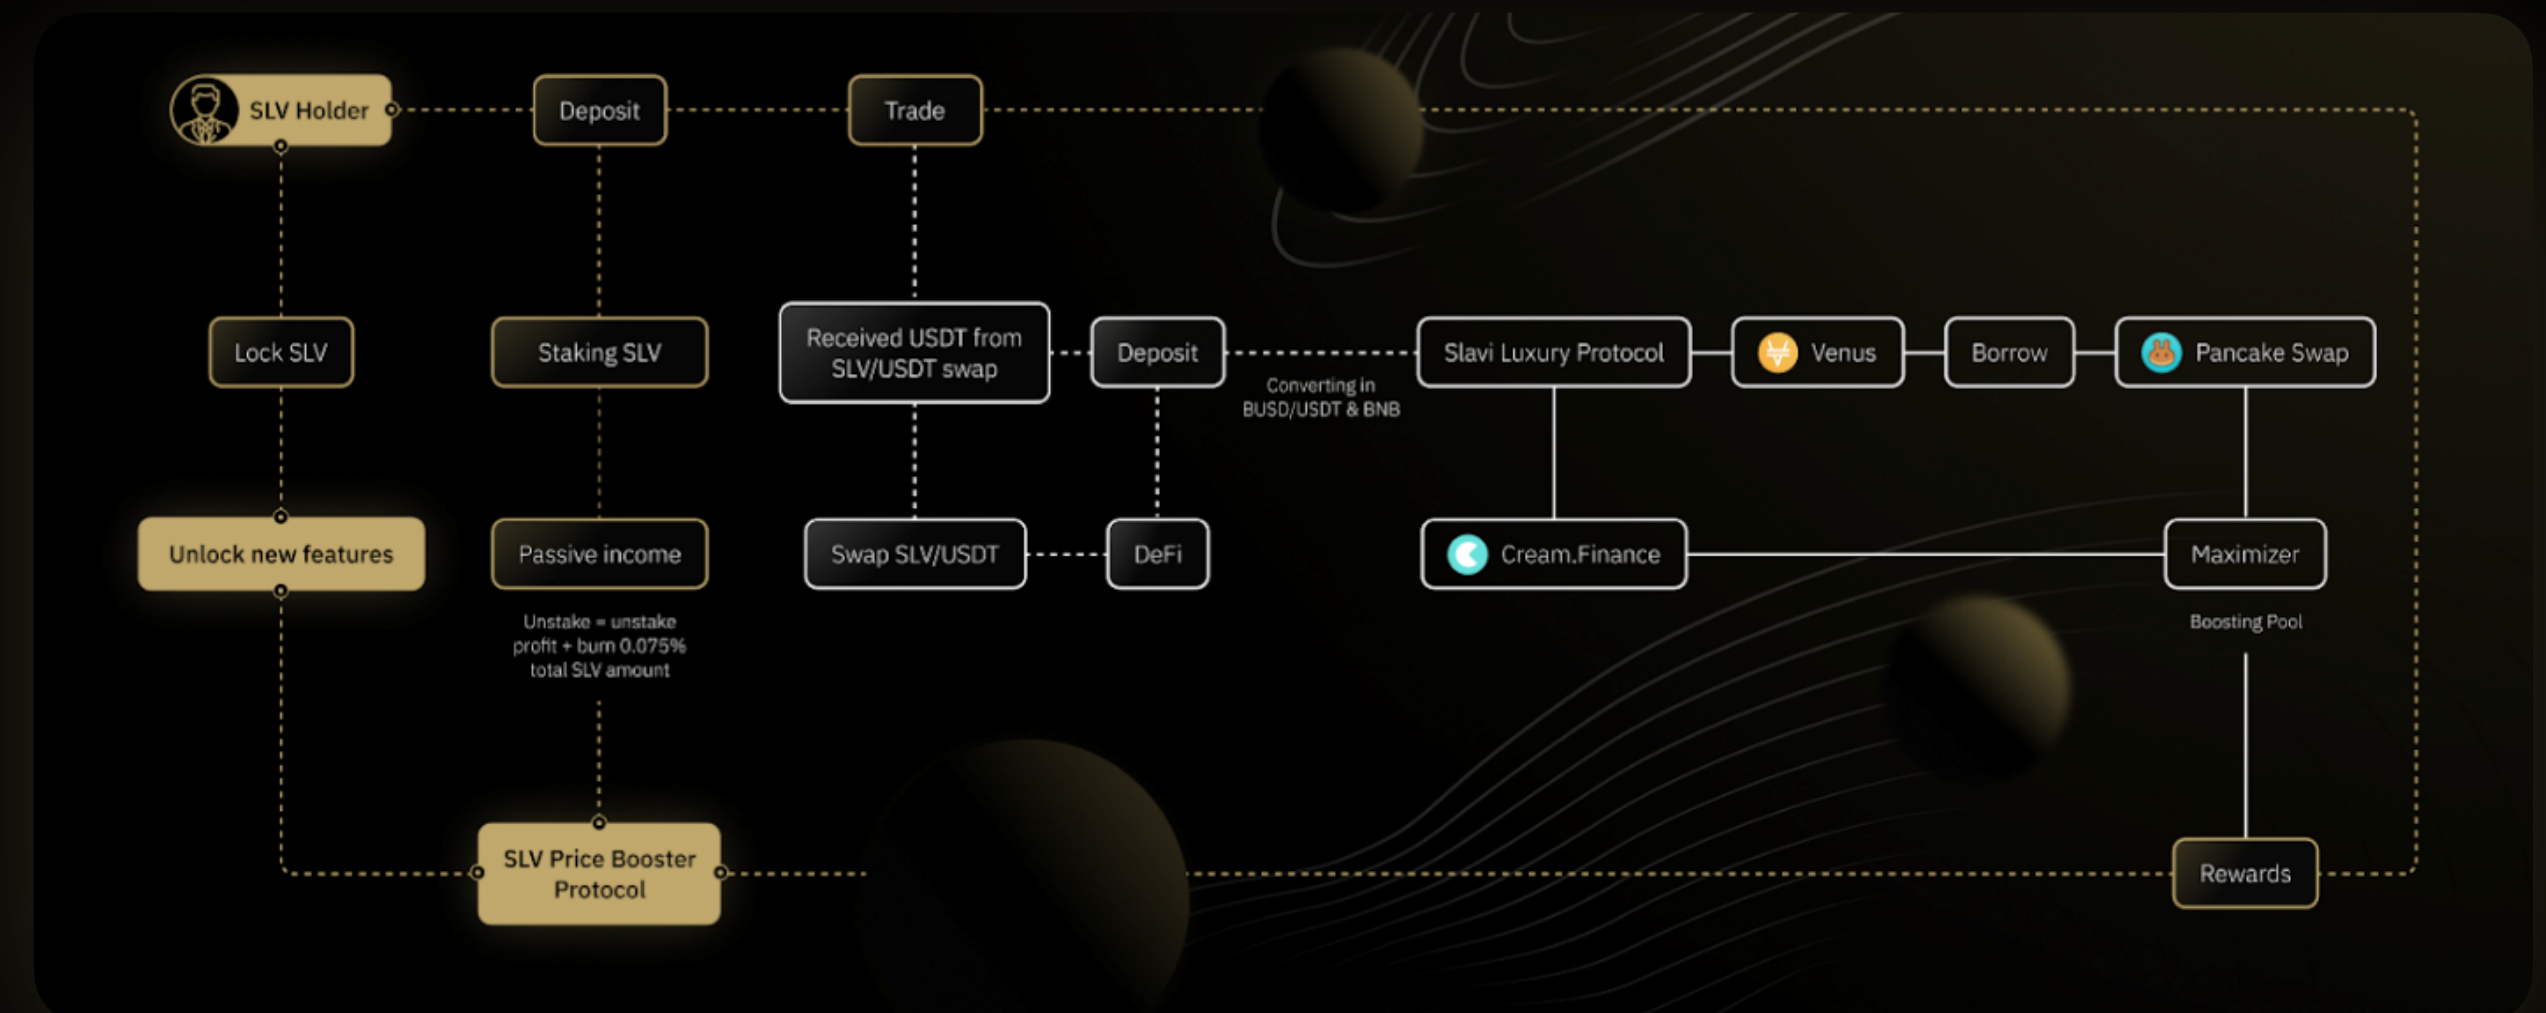 SLV Holder
Deposit
Trade
Lock SLV
Staking SLV
Received USDT from
SLV/USDT swap
Deposit
Converting in
BUSD/USDT & BNB
Slavi Luxury Protocol
Venus
Borrow
Pancake Swap
Unlock new features
Passive income
Swap SLV/USDT
DeFi
Cream.Finance
Maximizer
Unstake = unstake
profit + burn 0.075%
total SLV amount
Boosting Pool
SLV Price Booster
Protocol
Rewards